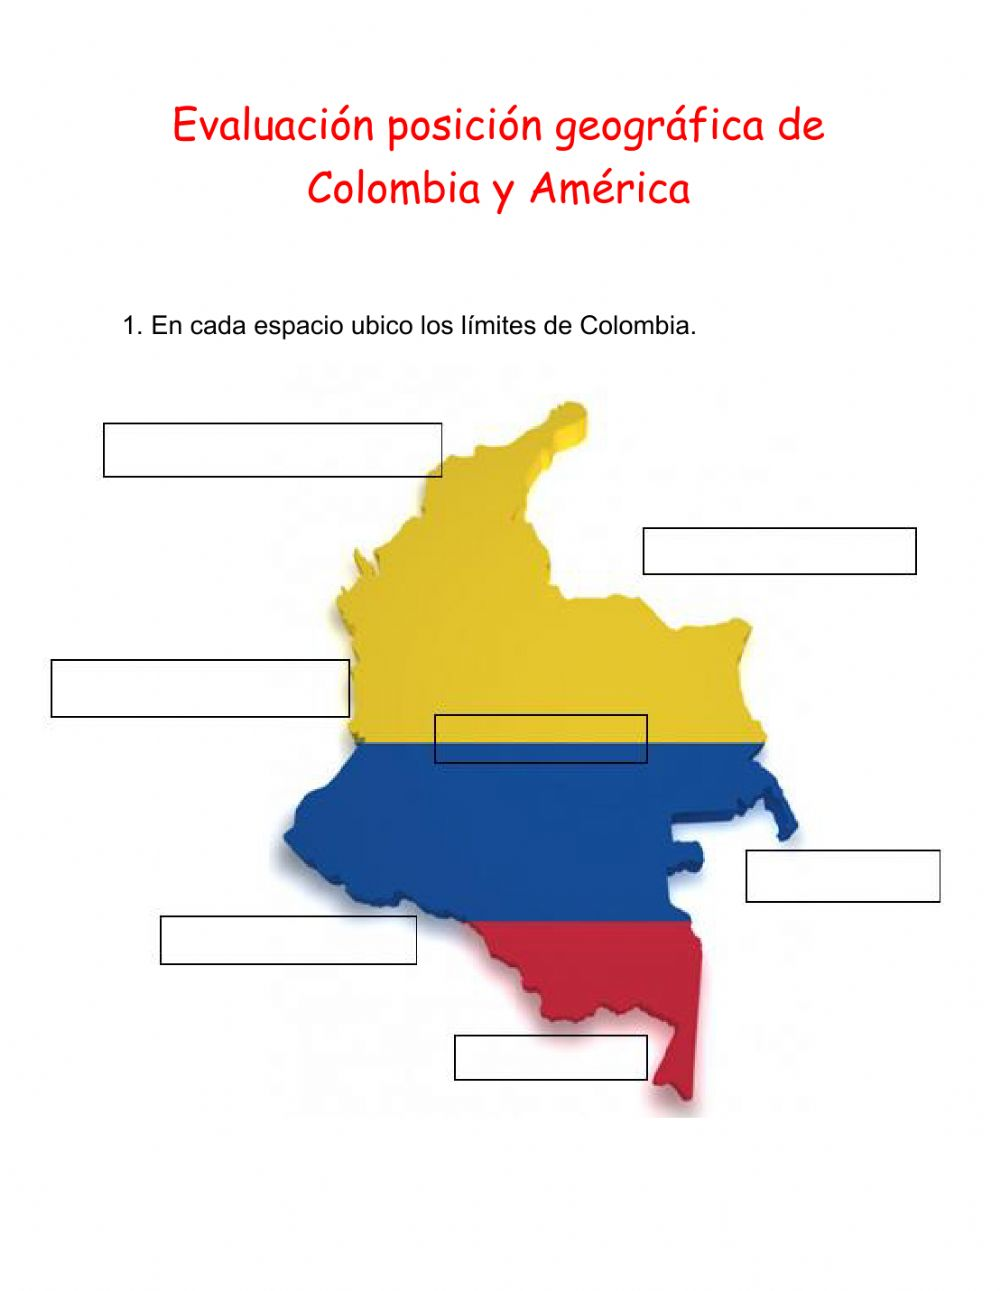 Evaluación posición geográfica de
Colombia y América
1. En cada espacio ubico los límites de Colombia.